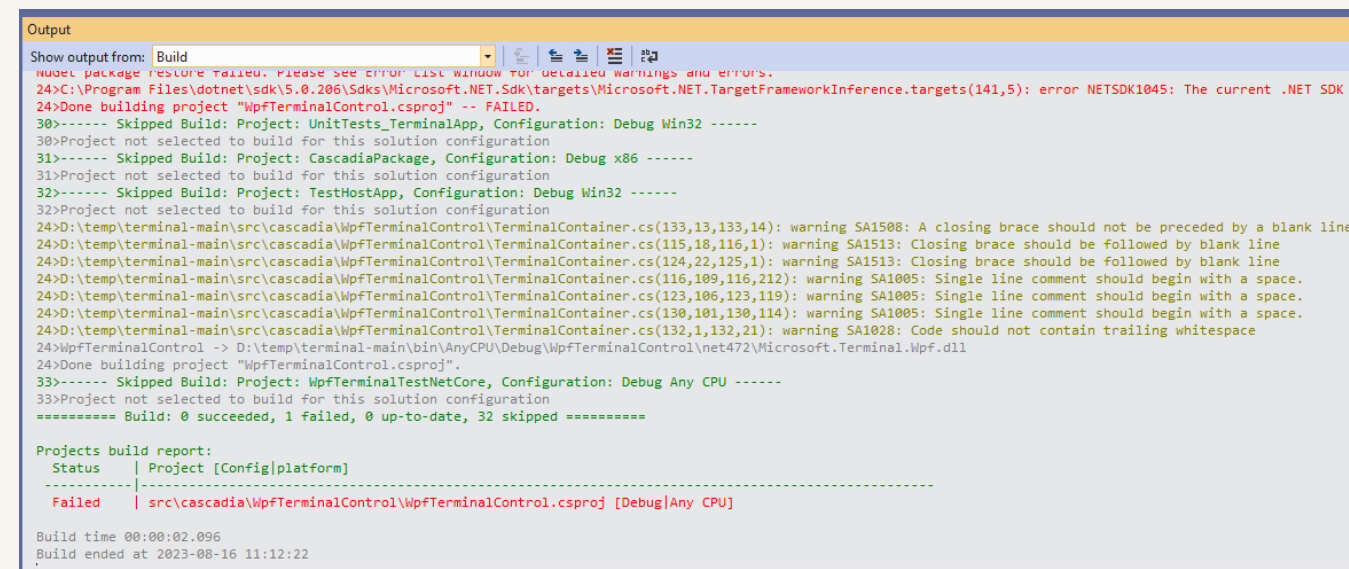 Output
Show output from: Build
NuGet package restore failed. Please see Error List window for detailed warnings and errors.
24>C:\Program Files\dotnet\sdk\5.0.206\Sdks\Microsoft.NET.Sdk\targets\Microsoft.NET.TargetFrameworkInference.targets(141,5): error NETSDK1045: The current .NET SDK
24>Done building project "WpfTerminalControl.csproj" -- FAILED.
30>------ Skipped Build: Project: UnitTests_TerminalApp, Configuration: Debug Win32 ------
30>Project not selected to build for this solution configuration
31>------ Skipped Build: Project: CascadiaPackage, Configuration: Debug x86 ------
31>Project not selected to build for this solution configuration
32>------ Skipped Build: Project: TestHostApp, Configuration: Debug Win32 ------
32>Project not selected to build for this solution configuration
24>D:\temp\terminal-main\src\cascadia\WpfTerminalControl\TerminalContainer.cs(133,13,133,14): warning SA1508: A closing brace should not be preceded by a blank line
24>D:\temp\terminal-main\src\cascadia\WpfTerminalControl\TerminalContainer.cs(115,18,116,1): warning SA1513: Closing brace should be followed by blank line
24>D:\temp\terminal-main\src\cascadia\WpfTerminalControl\TerminalContainer.cs(124,22,125,1): warning SA1513: Closing brace should be followed by blank line
24>D:\temp\terminal-main\src\cascadia\WpfTerminalControl\TerminalContainer.cs(116,109,116,212): warning SA1005: Single line comment should begin with a space.
24>D:\temp\terminal-main\src\cascadia\WpfTerminalControl\TerminalContainer.cs(123,106,123,119): warning SA1005: Single line comment should begin with a space.
24>D:\temp\terminal-main\src\cascadia\WpfTerminalControl\TerminalContainer.cs(130,101,130,114): warning SA1005: Single line comment should begin with a space.
24>D:\temp\terminal-main\src\cascadia\WpfTerminalControl\TerminalContainer.cs(132,1,132,21): warning SA1028: Code should not contain trailing whitespace
24>WpfTerminalControl -> D:\temp\terminal-main\bin\AnyCPU\Debug\WpfTerminalControl\net472\Microsoft.Terminal.Wpf.dll
24>Done building project "WpfTerminalControl.csproj".
33>------ Skipped Build: Project: WpfTerminalTestNetCore, Configuration: Debug Any CPU ------
33>Project not selected to build for this solution configuration
========== Build: 0 succeeded, 1 failed, 0 up-to-date, 32 skipped ==========
Projects build report:
Status | Project [Config|platform]
-----------|---------------------------------------------------------------------------------------------------
Failed | src\cascadia\WpfTerminalControl\WpfTerminalControl.csproj [Debug|Any CPU]
Build time 00:00:02.096
Build ended at 2023-08-16 11:12:22